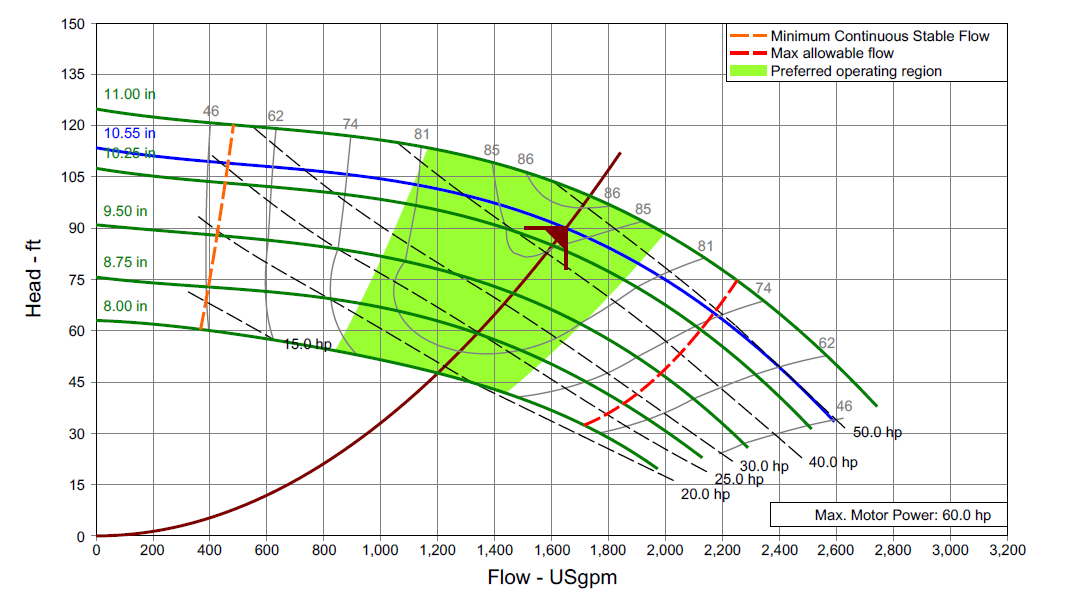 150
135
120
105
90
75
60
45
30
15
0
Head - ft
Minimum Continuous Stable Flow
Max allowable flow
Preferred operating region
11.00 in
10.55 in
10.25 in
9.50 in
8.75 in
8.00 in
46
62
74
81
85
86
86
85
81
74
62
46
15.0 hp
50.0 hp
40.0 hp
30.0 hp
25.0 hp
20.0 hp
Max. Motor Power: 60.0 hp
0 200 400 600 800 1,000 1,200 1,400 1,600 1,800 2,000 2,200 2,400 2,600 2,800 3,000 3,200
Flow - USgpm